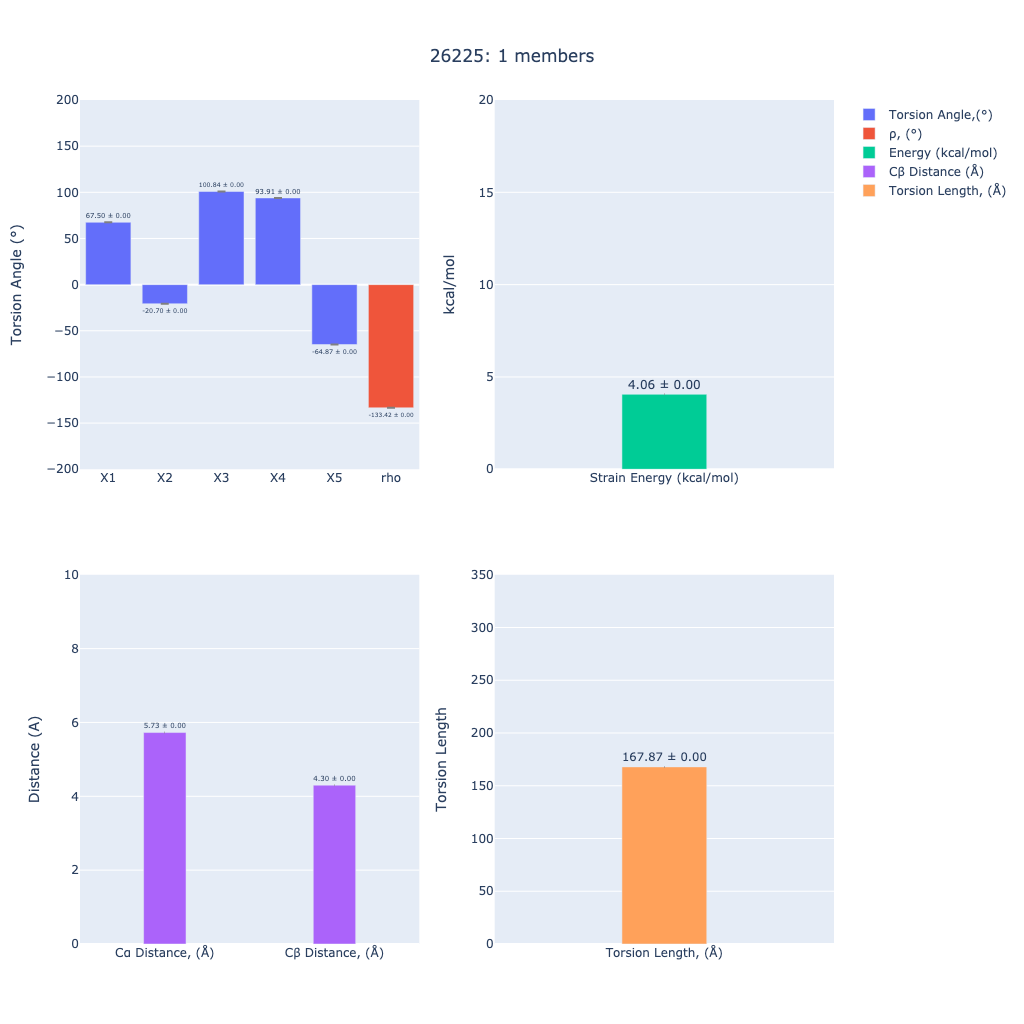 26225: 1 members
Torsion Angle (°)
200
150
100
50
0
−50
−100
−150
−200
67.50 ± 0.00
-20.70 ± 0.00
100.84 ± 0.00
93.91 ± 0.00
-64.87 ± 0.00
-133.42 ± 0.00
X1 X2 X3 X4 X5 rho
kcal/mol
20
15
10
5
0
4.06 ± 0.00
Strain Energy (kcal/mol)
Torsion Angle,(°)
ρ, (°)
Energy (kcal/mol)
Cβ Distance (Å)
Torsion Length, (Å)
Distance (A)
10
8
6
4
2
0
5.73 ± 0.00
4.30 ± 0.00
Cα Distance, (Å) Cβ Distance, (Å)
Torsion Length
350
300
250
200
150
100
50
0
167.87 ± 0.00
Torsion Length, (Å)